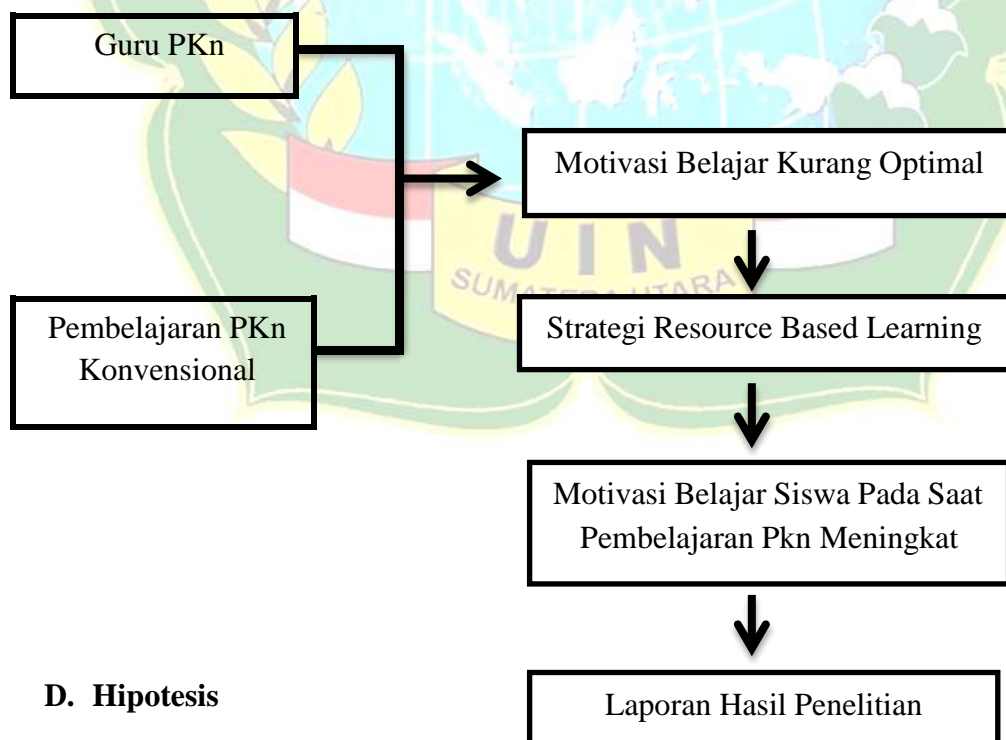 Guru PKn
Motivasi Belajar Kurang Optimal
UIN
SUMATERA UTARA
Pembelajaran PKn
Konvensional
Strategi Resource Based Learning
Motivasi Belajar Siswa Pada Saat
Pembelajaran Pkn Meningkat
D. Hipotesis
Laporan Hasil Penelitian